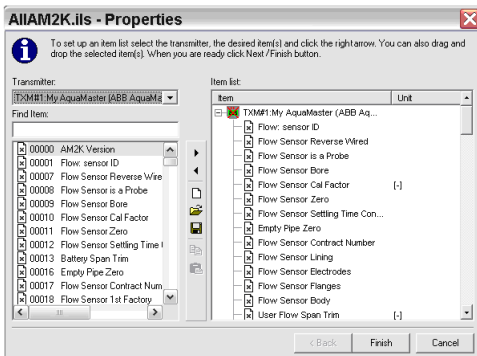 AllAM2K.ils - Properties
To set up an item list select the transmitter, the desired item(s) and click the right arrow. You can also drag and
drop the selected item(s). When you are ready click Next /Finish button.
Transmitter:
:TXM#1:My AquaMaster (ABB AquaMa
Find Item:
00000 AM2K Version
00001 Flow: sensor ID
00007 Flow Sensor Reverse Wire
00008 Flow Sensor is a Probe
00009 Flow Sensor Bore
00010 Flow Sensor Cal Factor
00011 Flow Sensor Zero
00012 Flow Sensor Settling Time (
00013 Battery Span Trim
00016 Empty Pipe Zero
00017 Flow Sensor Contract Num
00018 Flow Sensor 1st Factory
Item list:
Item Unit
TXM#1:My AquaMaster (ABB Aq...
Flow: sensor ID
Flow Sensor Reverse Wired
Flow Sensor is a Probe
Flow Sensor Bore
Flow Sensor Cal Factor [-]
Flow Sensor Zero
Flow Sensor Settling Time Con...
Empty Pipe Zero
Flow Sensor Contract Number
Flow Sensor Lining
Flow Sensor Electrodes
Flow Sensor Flanges
Flow Sensor Body
User Flow Span Trim [-]
< Back Finish Cancel